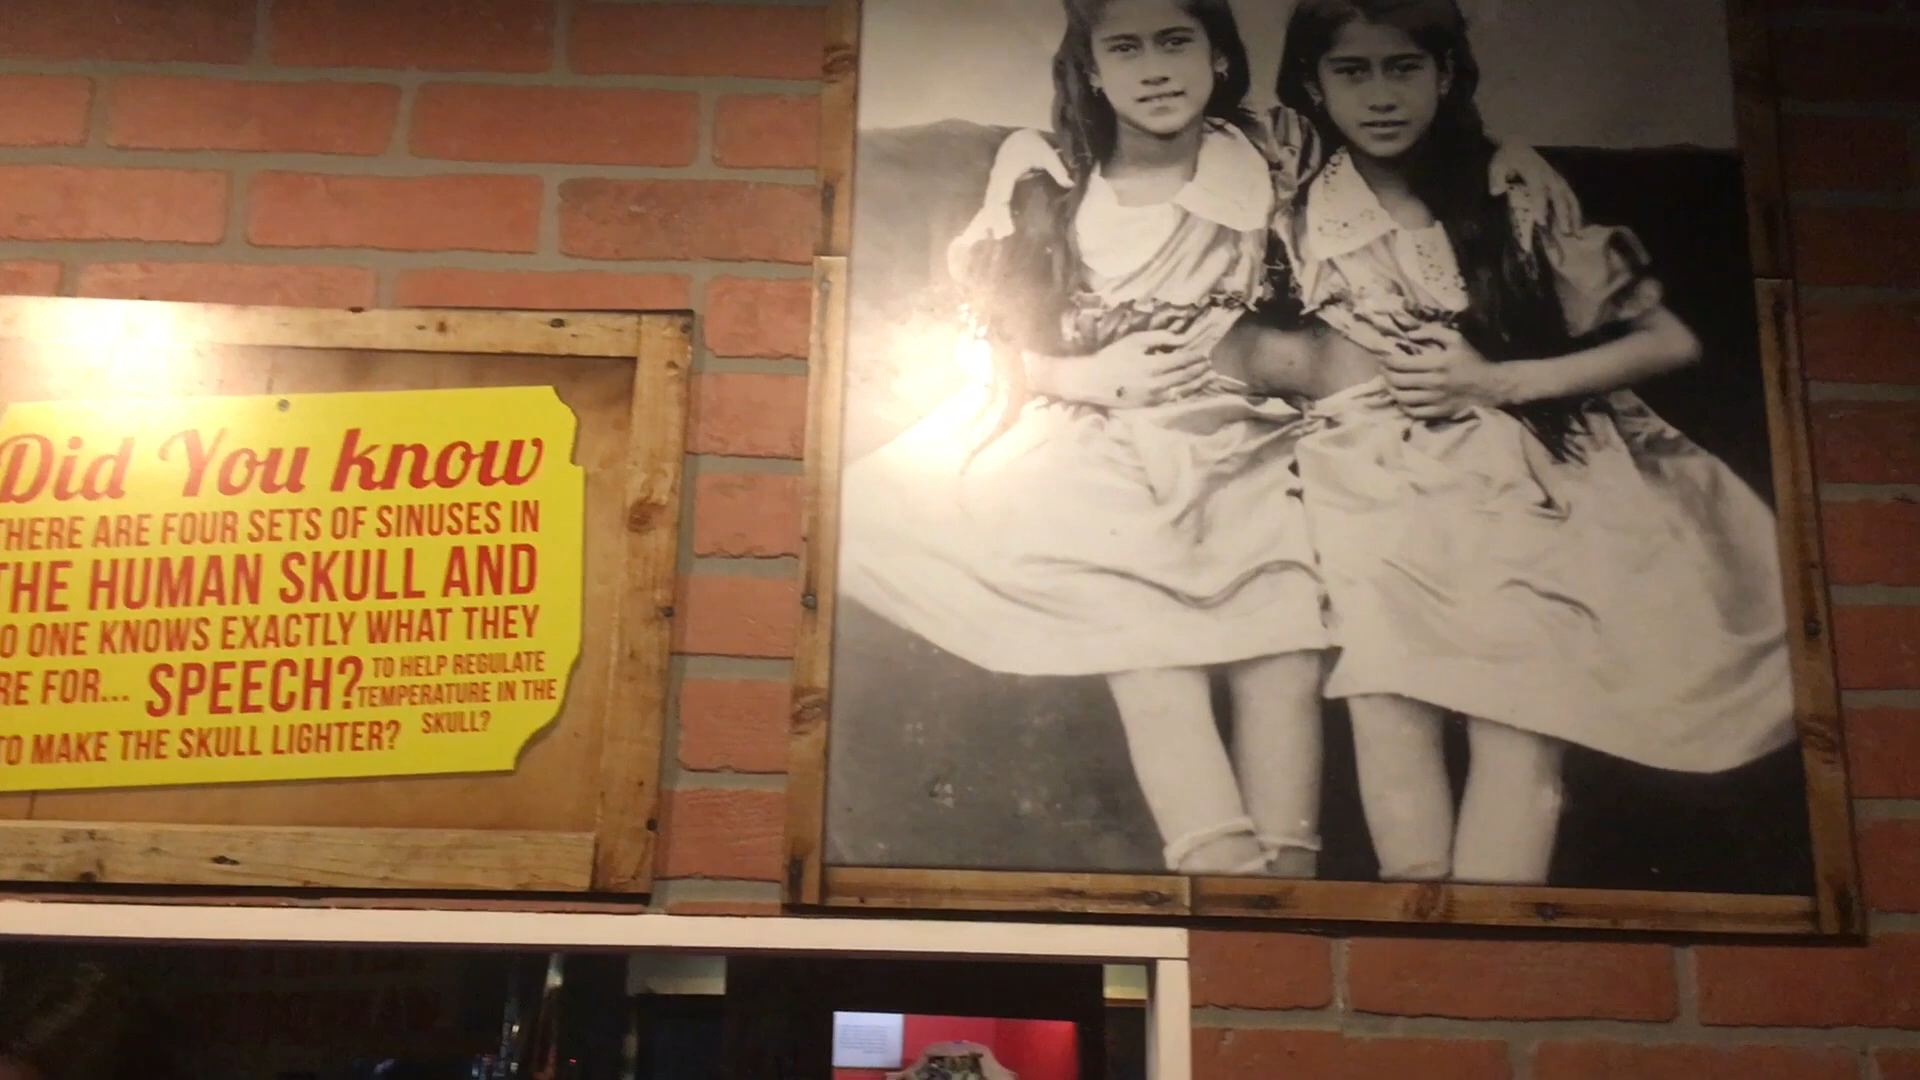 Did You know
THERE ARE FOUR SETS OF SINUSES IN
THE HUMAN SKULL AND
O ONE KNOWS EXACTLY WHAT THEY
RE FOR... SPEECH? TO HELP REGULATE
TEMPERATURE IN THE
SKULL?
TO MAKE THE SKULL LIGHTER?